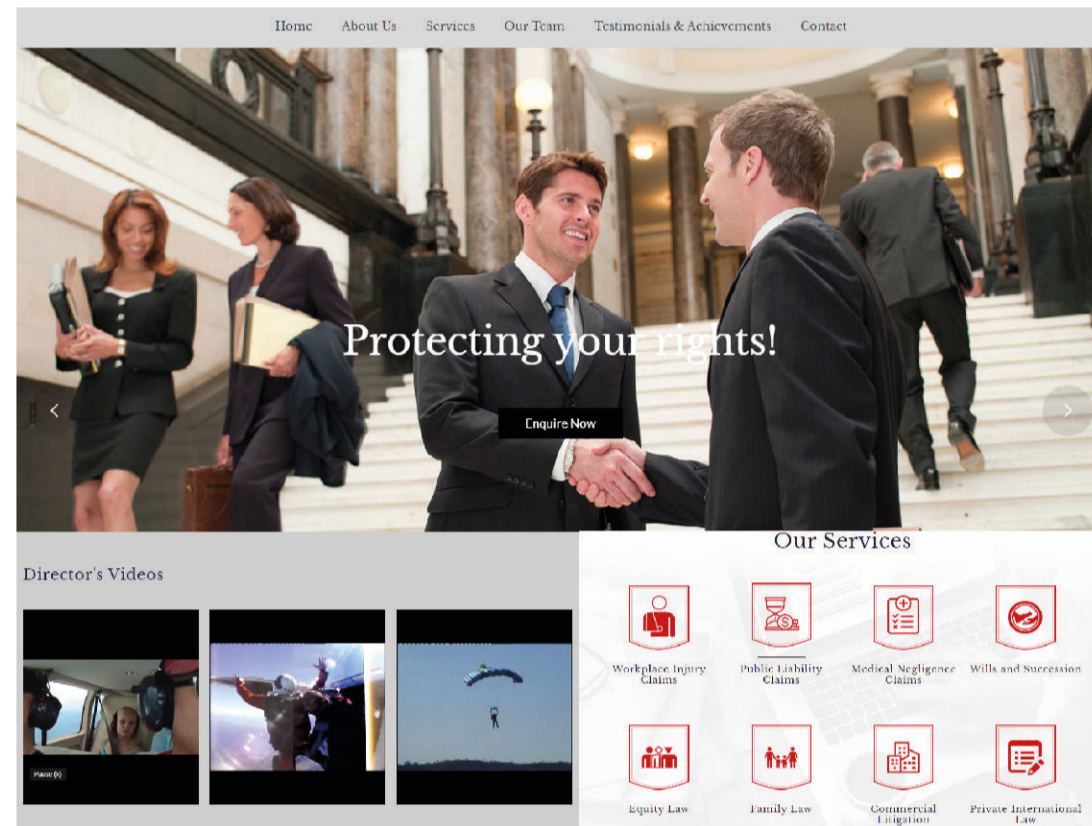 Home About Us Services Our Team Testimonials & Achievements Contact
Protecting your rights!
Enquire Now
Director's Videos
Pause (k)
Our Services
Workplace Injury
Claims
Public Liability
Claims
Medical Negligence
Claims
Wills and Succession
Equity Law
Family Law
Commercial
Litigation
Private International
Law